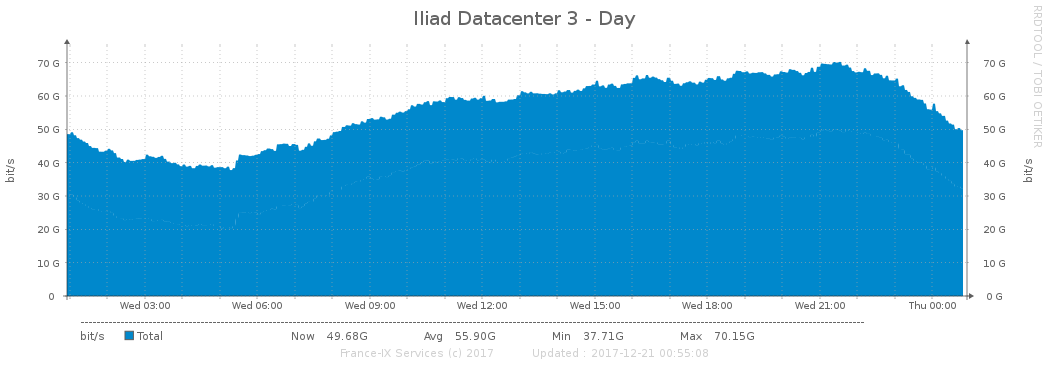 Iliad Datacenter 3 - Day
RRDTOOL / TOBI OETIKER
bit/s
70 G
60 G
50 G
40 G
30 G
20 G
10 G
0
70 G
60 G
50 G
40 G
30 G
20 G
10 G
0 G
bit/s
Wed 03:00 Wed 06:00 Wed 09:00 Wed 12:00 Wed 15:00 Wed 18:00 Wed 21:00 Thu 00:00
bit/s Total Now 49.68G Avg 55.90G Min 37.71G Max 70.15G
France-IX Services (c) 2017 Updated : 2017-12-21 00:55:08